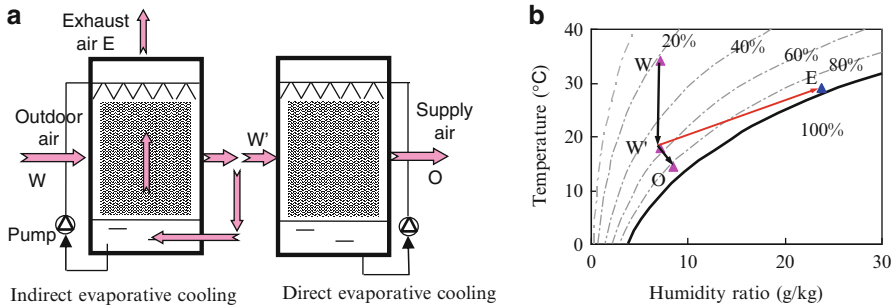 a
Exhaust
air E
Outdoor
air
W
Pump
W'
Supply
air
O
Indirect evaporative cooling
Direct evaporative cooling
b
Temperature (°C)
40
30
20
10
0
0
10
20
30
Humidity ratio (g/kg)
20%
40%
60%
80%
100%
W
E
W'
O